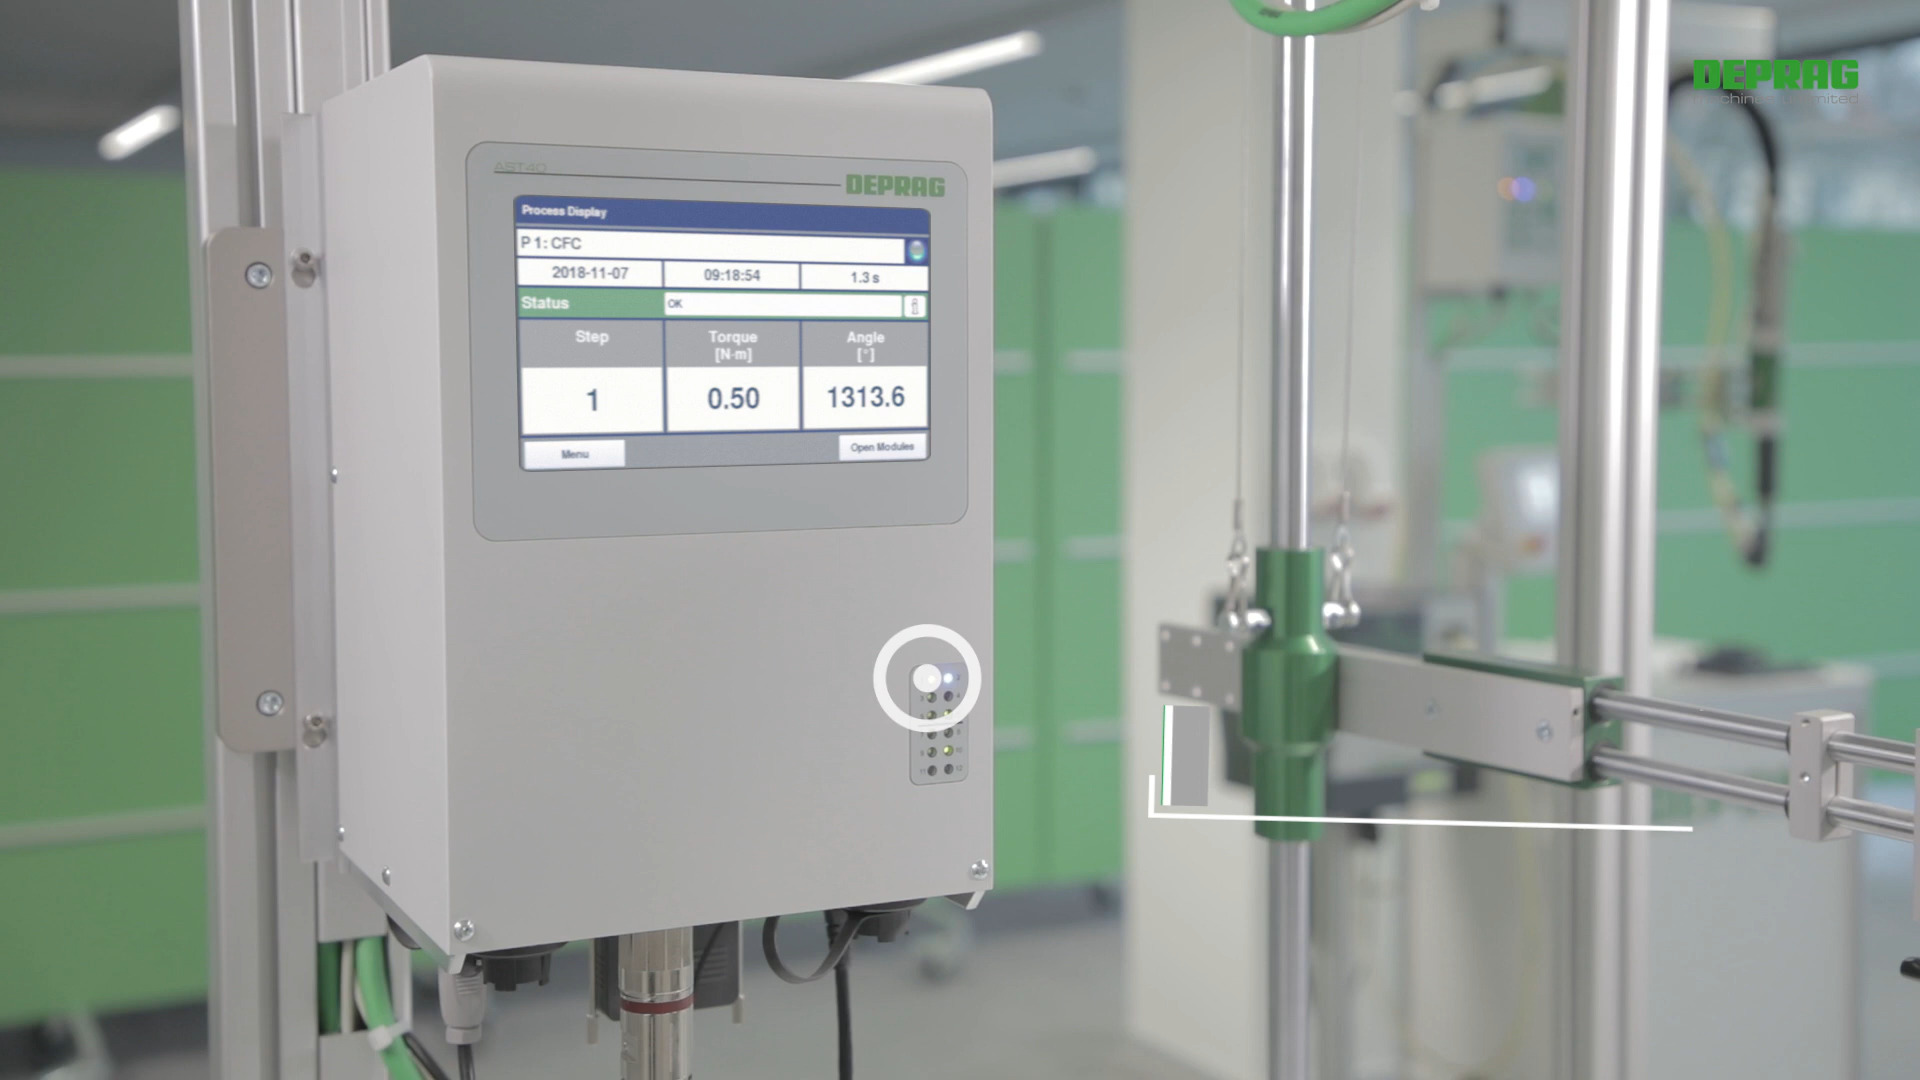 DEPRAG
AST40
DEPRAG
Process Display
P 1: CFC
2018-11-07 09:18:54 1.3 s
Status OK
Step Torque [N·m] Angle [°]
1 0.50 1313.6
Menu Open Modules